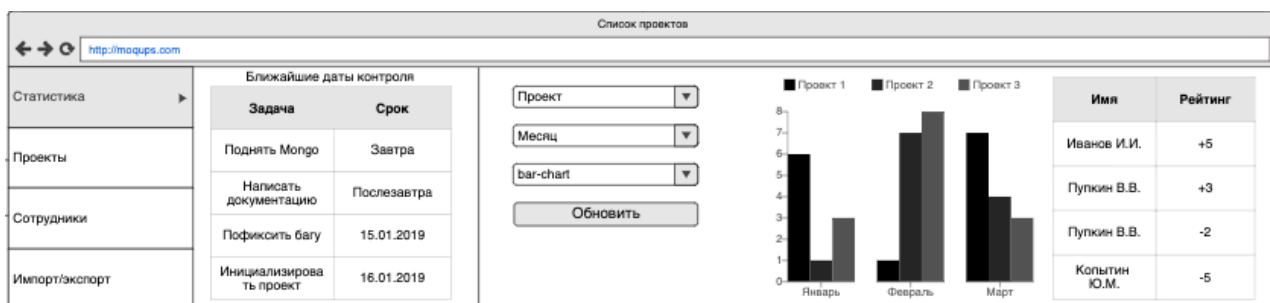 Список проектов
http://moqups.com
Статистика
Проекты
Сотрудники
Импорт/экспорт
Ближайшие даты контроля
Задача Срок
Поднять Mongo Завтра
Написать
документацию Послезавтра
Пофиксить багу 15.01.2019
Инициализирова
ть проект 16.01.2019
Проект
Месяц
bar-chart
Обновить
Проект 1 Проект 2 Проект 3
8
7
6
5
4
3
2
1
0
Январь Февраль Март
Имя Рейтинг
Иванов И.И. +5
Пупкин В.В. +3
Пупкин В.В. -2
Копытин
Ю.М. -5